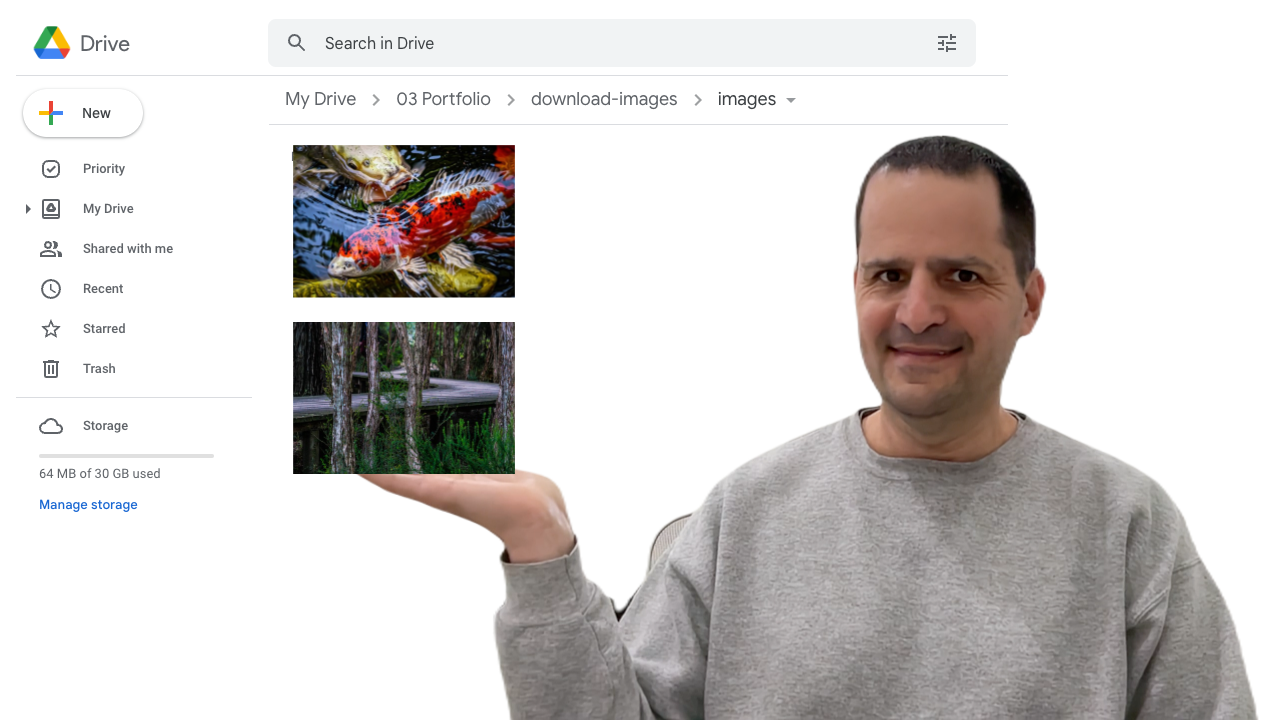 Drive
Search in Drive
New
My Drive 03 Portfolio download-images images
Priority
My Drive
Shared with me
Recent
Starred
Trash
Storage
64 MB of 30 GB used
Manage storage